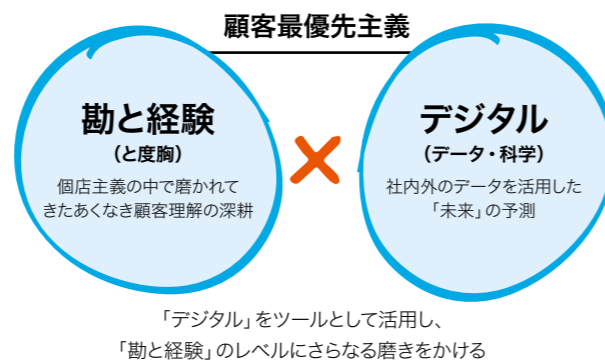 顧客最優先主義
勘と経験
（と度胸）
個店主義の中で磨かれて
きたあくなき顧客理解の深耕
デジタル
（データ・科学）
社内外のデータを活用した
「未来」の予測
「デジタル」をツールとして活用し、
「勘と経験」のレベルにさらなる磨きをかける